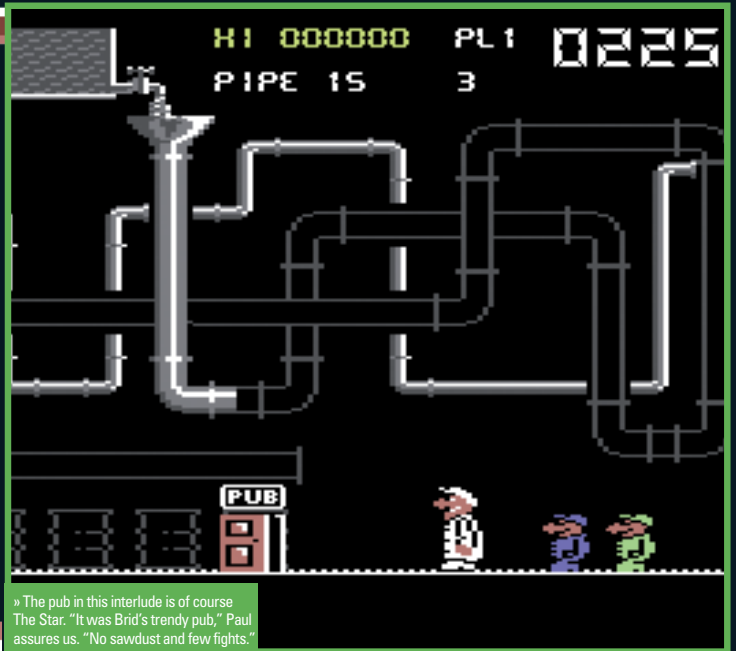 HI 000000 PL1 0225
PIPE 15 3
PUB
» The pub in this interlude is of course
The Star. “It was Brid’s trendy pub,” Paul
assures us. “No sawdust and few fights.”